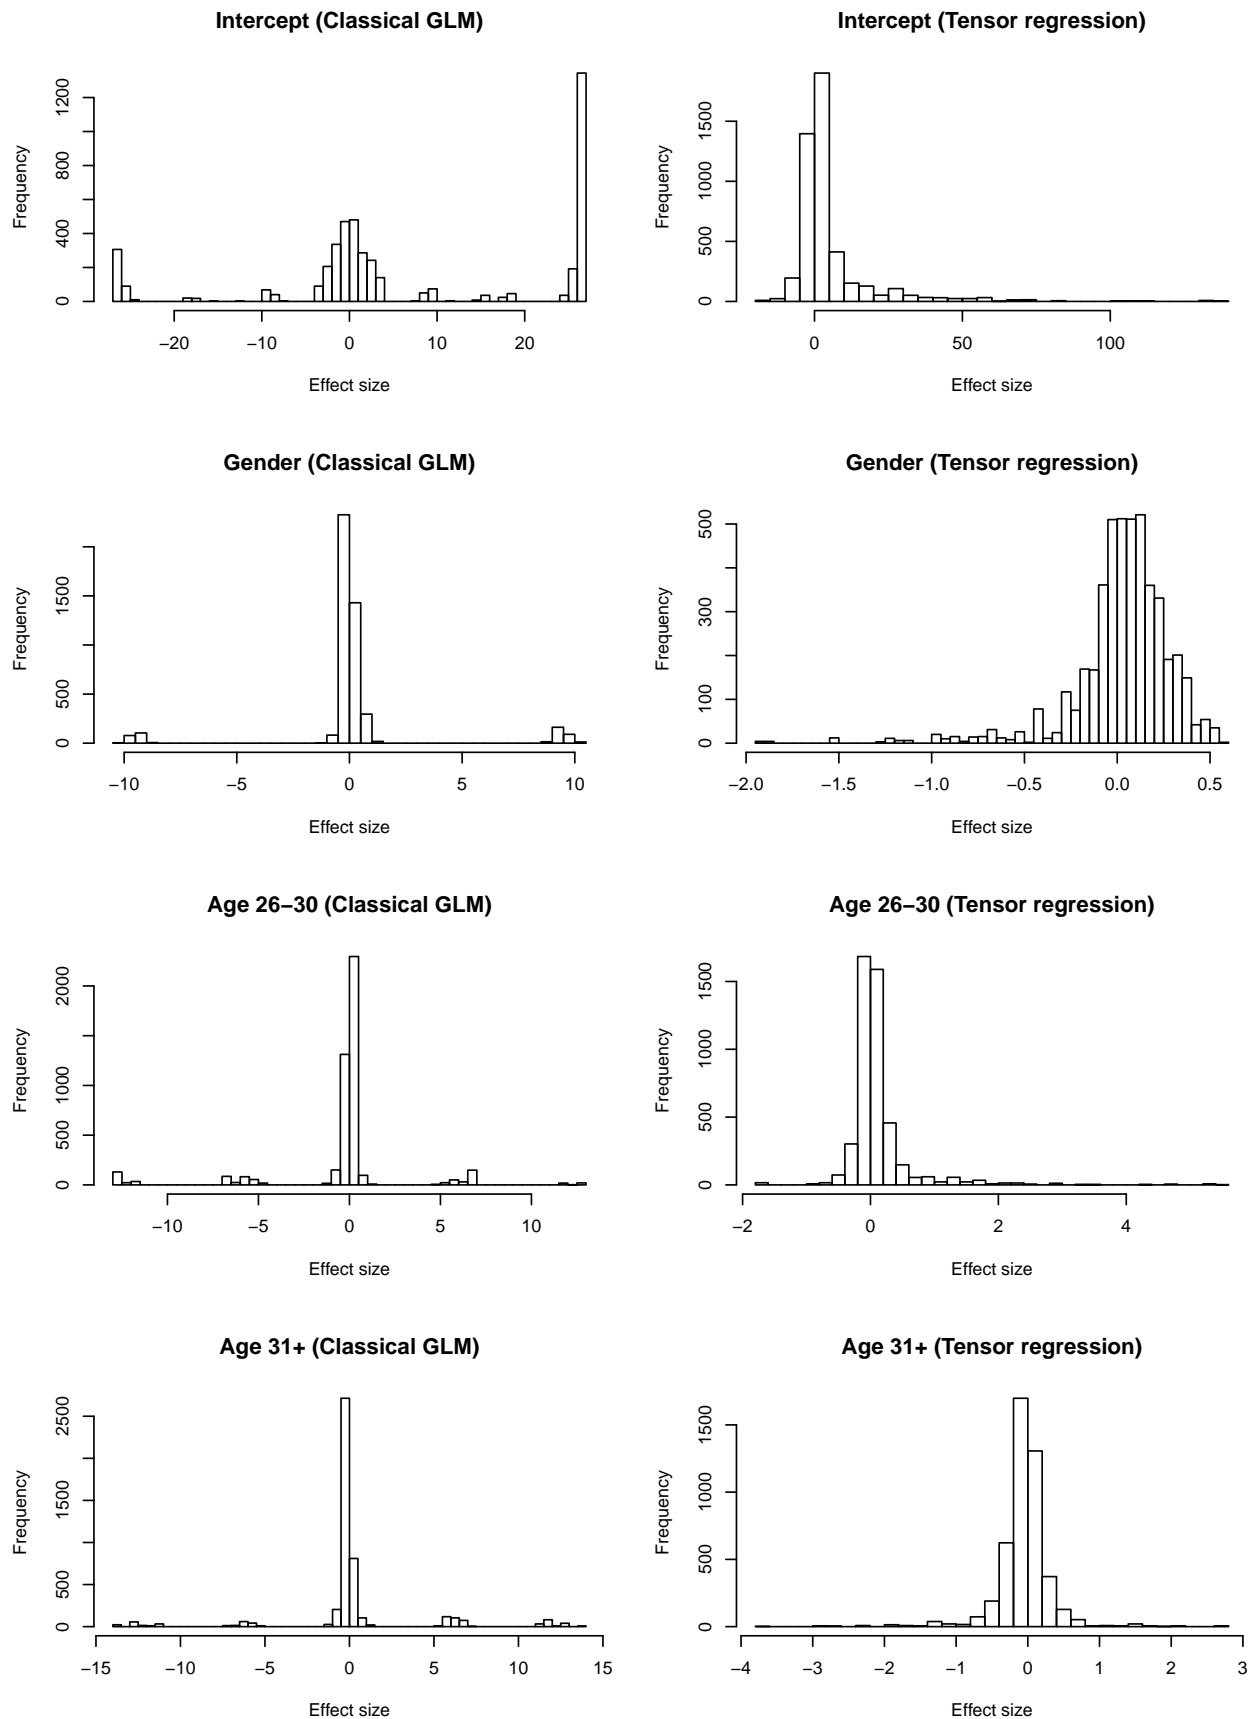 Intercept (Classical GLM)
Frequency
0 400 800 1200
−20 −10 0 10 20
Effect size
Intercept (Tensor regression)
Frequency
0 500 1000 1500
0 50 100
Effect size
Gender (Classical GLM)
Frequency
0 500 1500
−10 −5 0 5 10
Effect size
Gender (Tensor regression)
Frequency
0 100 300 500
−2.0 −1.5 −1.0 −0.5 0.0 0.5
Effect size
Age 26−30 (Classical GLM)
Frequency
0 500 1000 2000
−10 −5 0 5 10
Effect size
Age 26−30 (Tensor regression)
Frequency
0 500 1000 1500
−2 0 2 4
Effect size
Age 31+ (Classical GLM)
Frequency
0 500 1500 2500
−15 −10 −5 0 5 10 15
Effect size
Age 31+ (Tensor regression)
Frequency
0 500 1000 1500
−4 −3 −2 −1 0 1 2 3
Effect size